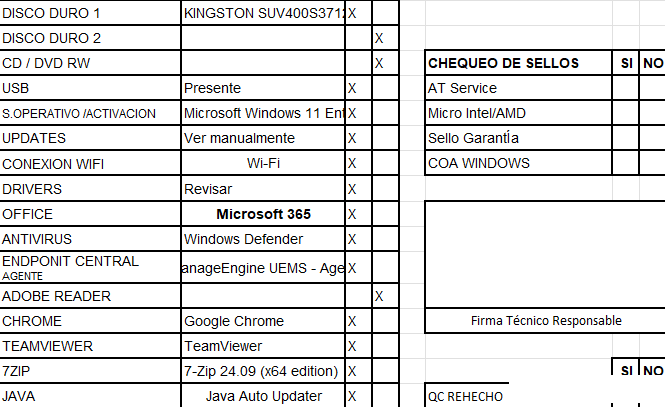 DISCO DURO 1 KINGSTON SUV400S371 X
DISCO DURO 2 X
CD / DVD RW X
USB Presente X
S.OPERATIVO /ACTIVACION Microsoft Windows 11 Ent X
UPDATES Ver manualmente X
CONEXION WIFI Wi-Fi X
DRIVERS Revisar X
OFFICE Microsoft 365 X
ANTIVIRUS Windows Defender X
ENDPONIT CENTRAL
AGENTE anageEngine UEMS - Age X
ADOBE READER X
CHROME Google Chrome X
TEAMVIEWER TeamViewer X
7ZIP 7-Zip 24.09 (x64 edition) X
JAVA Java Auto Updater X
CHEQUEO DE SELLOS SI NO
AT Service
Micro Intel/AMD
Sello GarantÍa
COA WINDOWS
Firma Técnico Responsable
SI NO
QC REHECHO